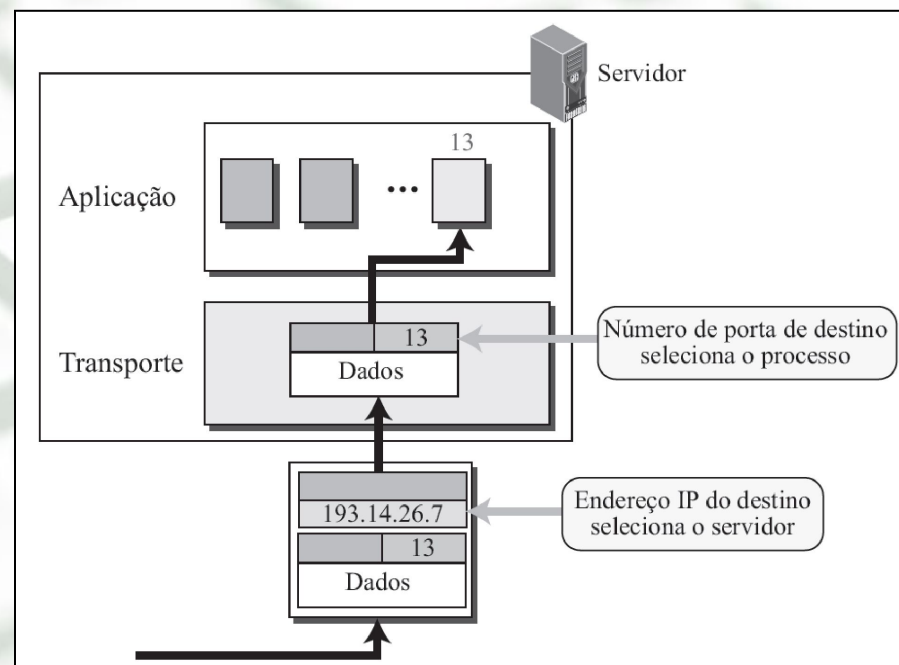 Servidor
13
Aplicação
...
13
Dados
Transporte
Número de porta de destino
seleciona o processo
193.14.26.7
13
Dados
Endereço IP do destino
seleciona o servidor